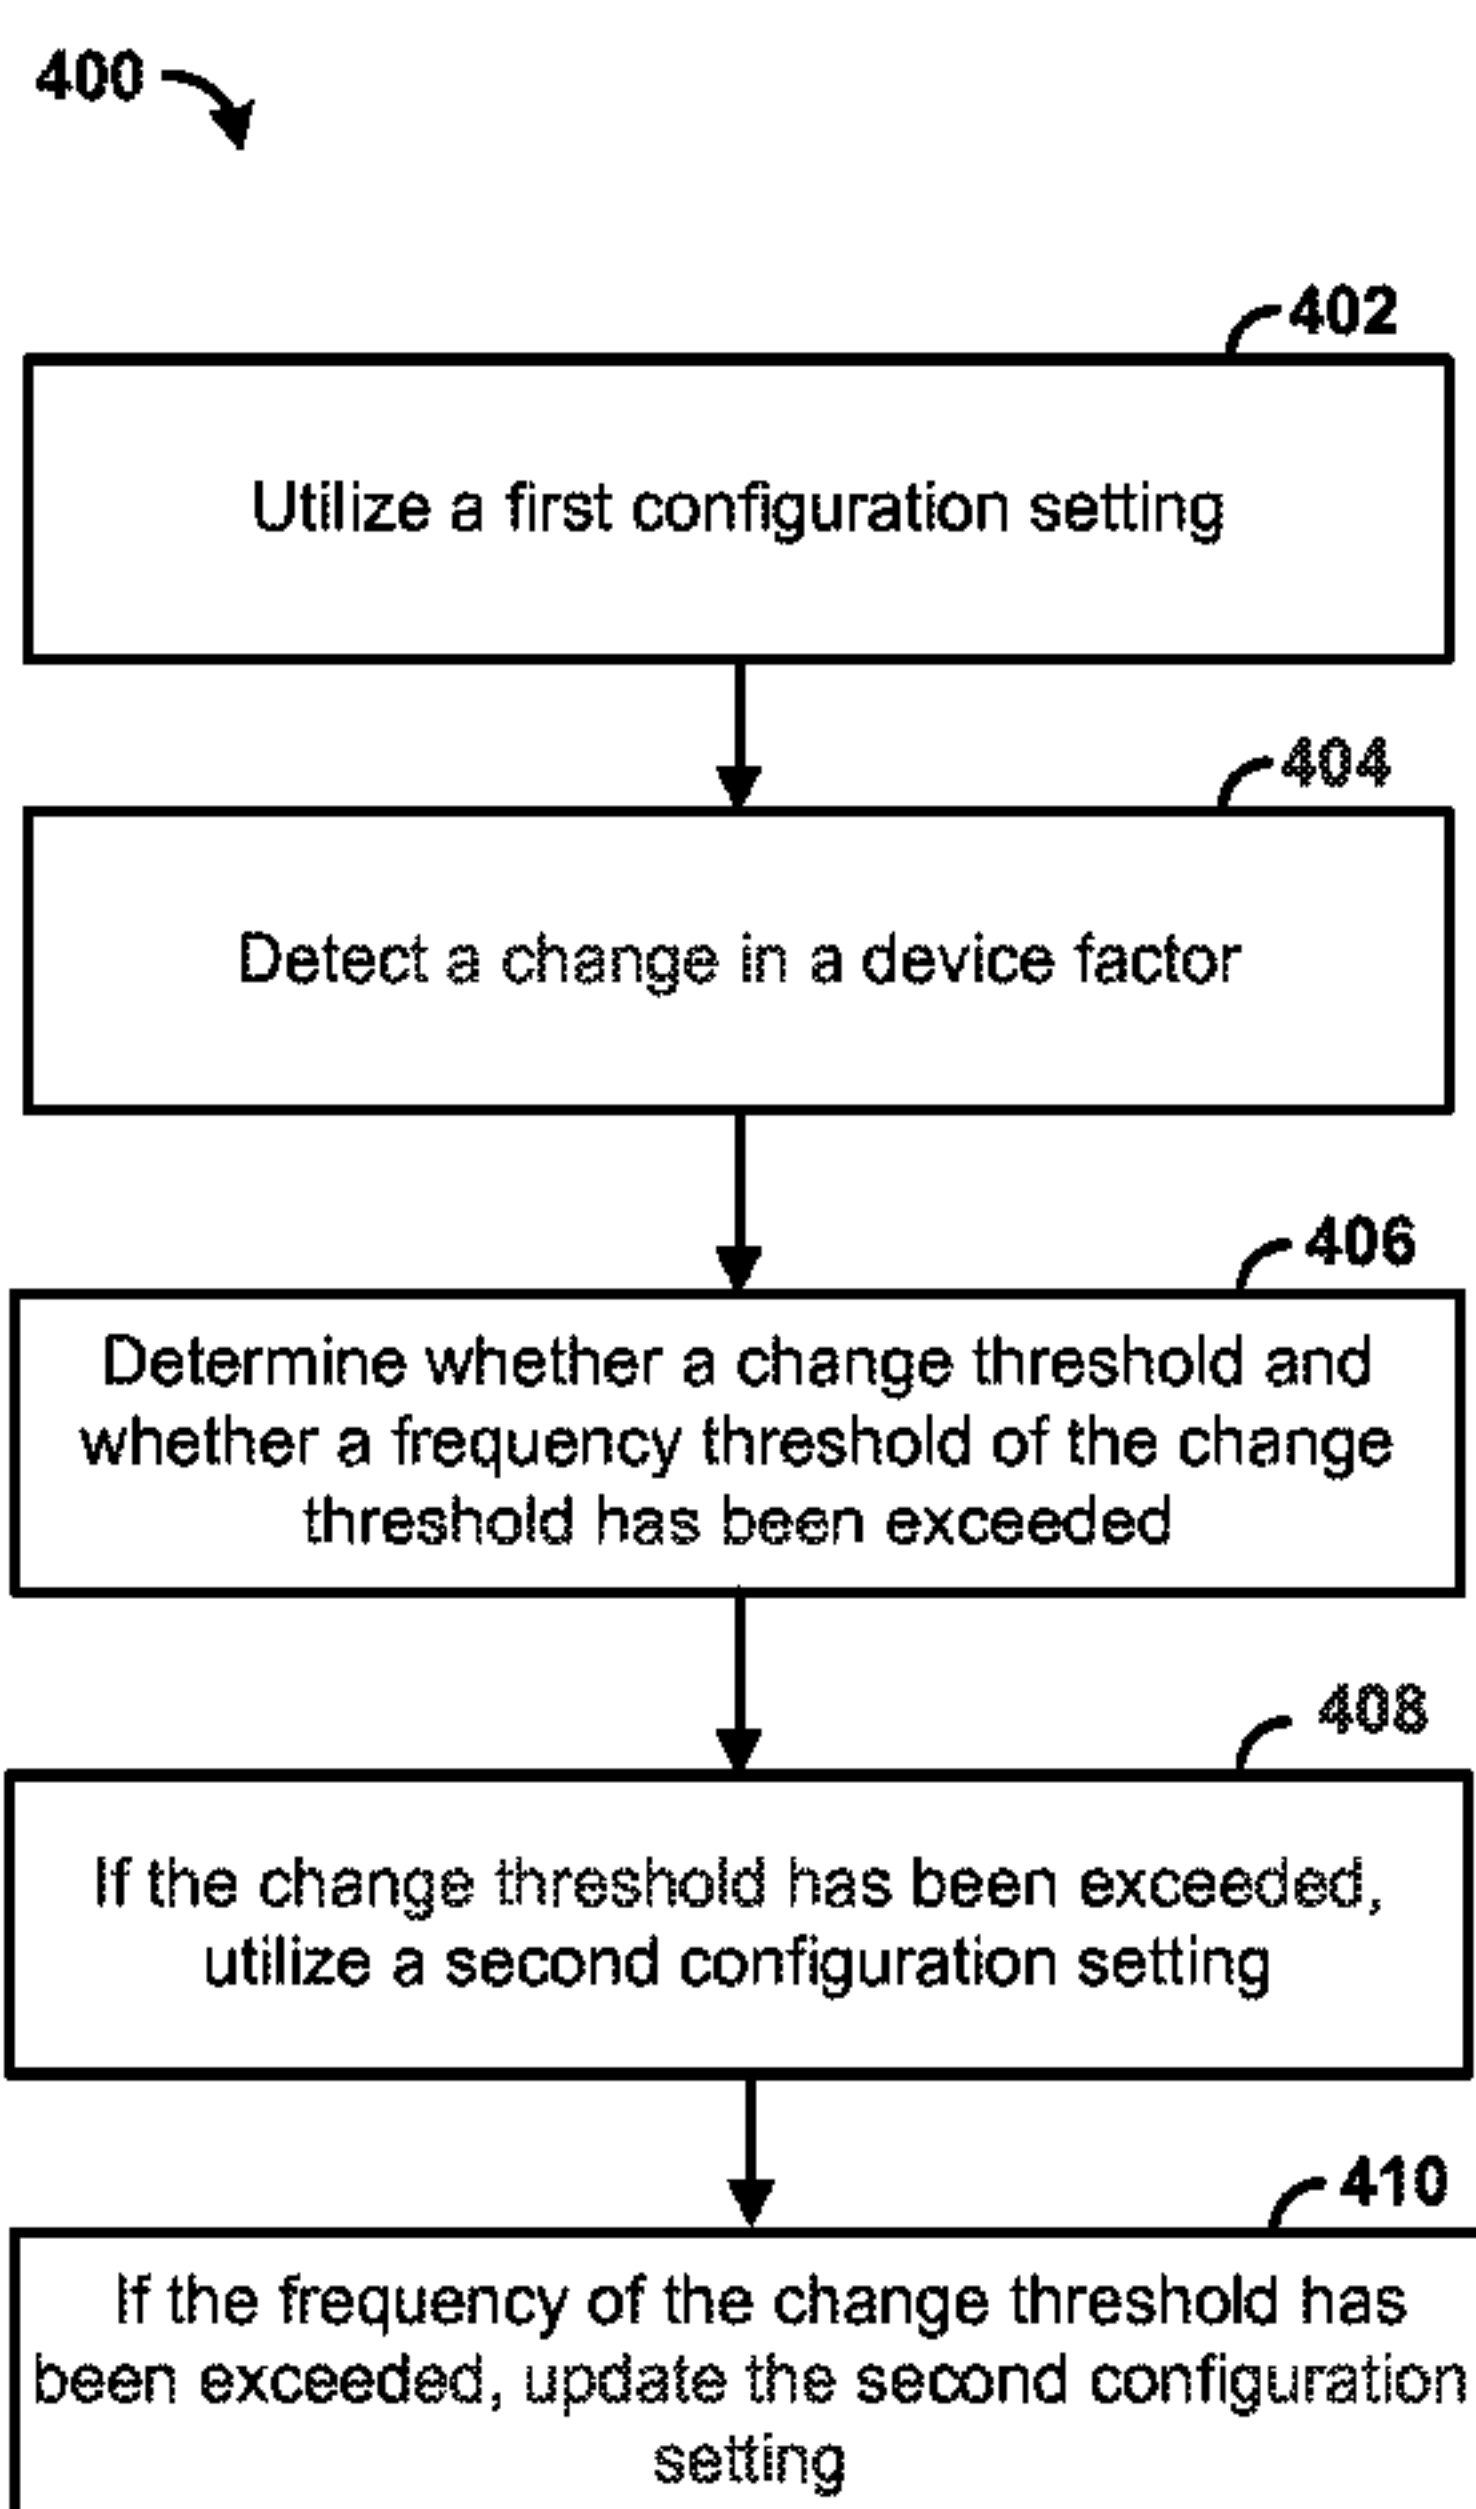 400
402
Utilize a first configuration setting
404
Detect a change in a device factor
406
Determine whether a change threshold and
whether a frequency threshold of the change
threshold has been exceeded
408
If the change threshold has been exceeded,
utilize a second configuration setting
410
If the frequency of the change threshold has
been exceeded, update the second configuration
setting